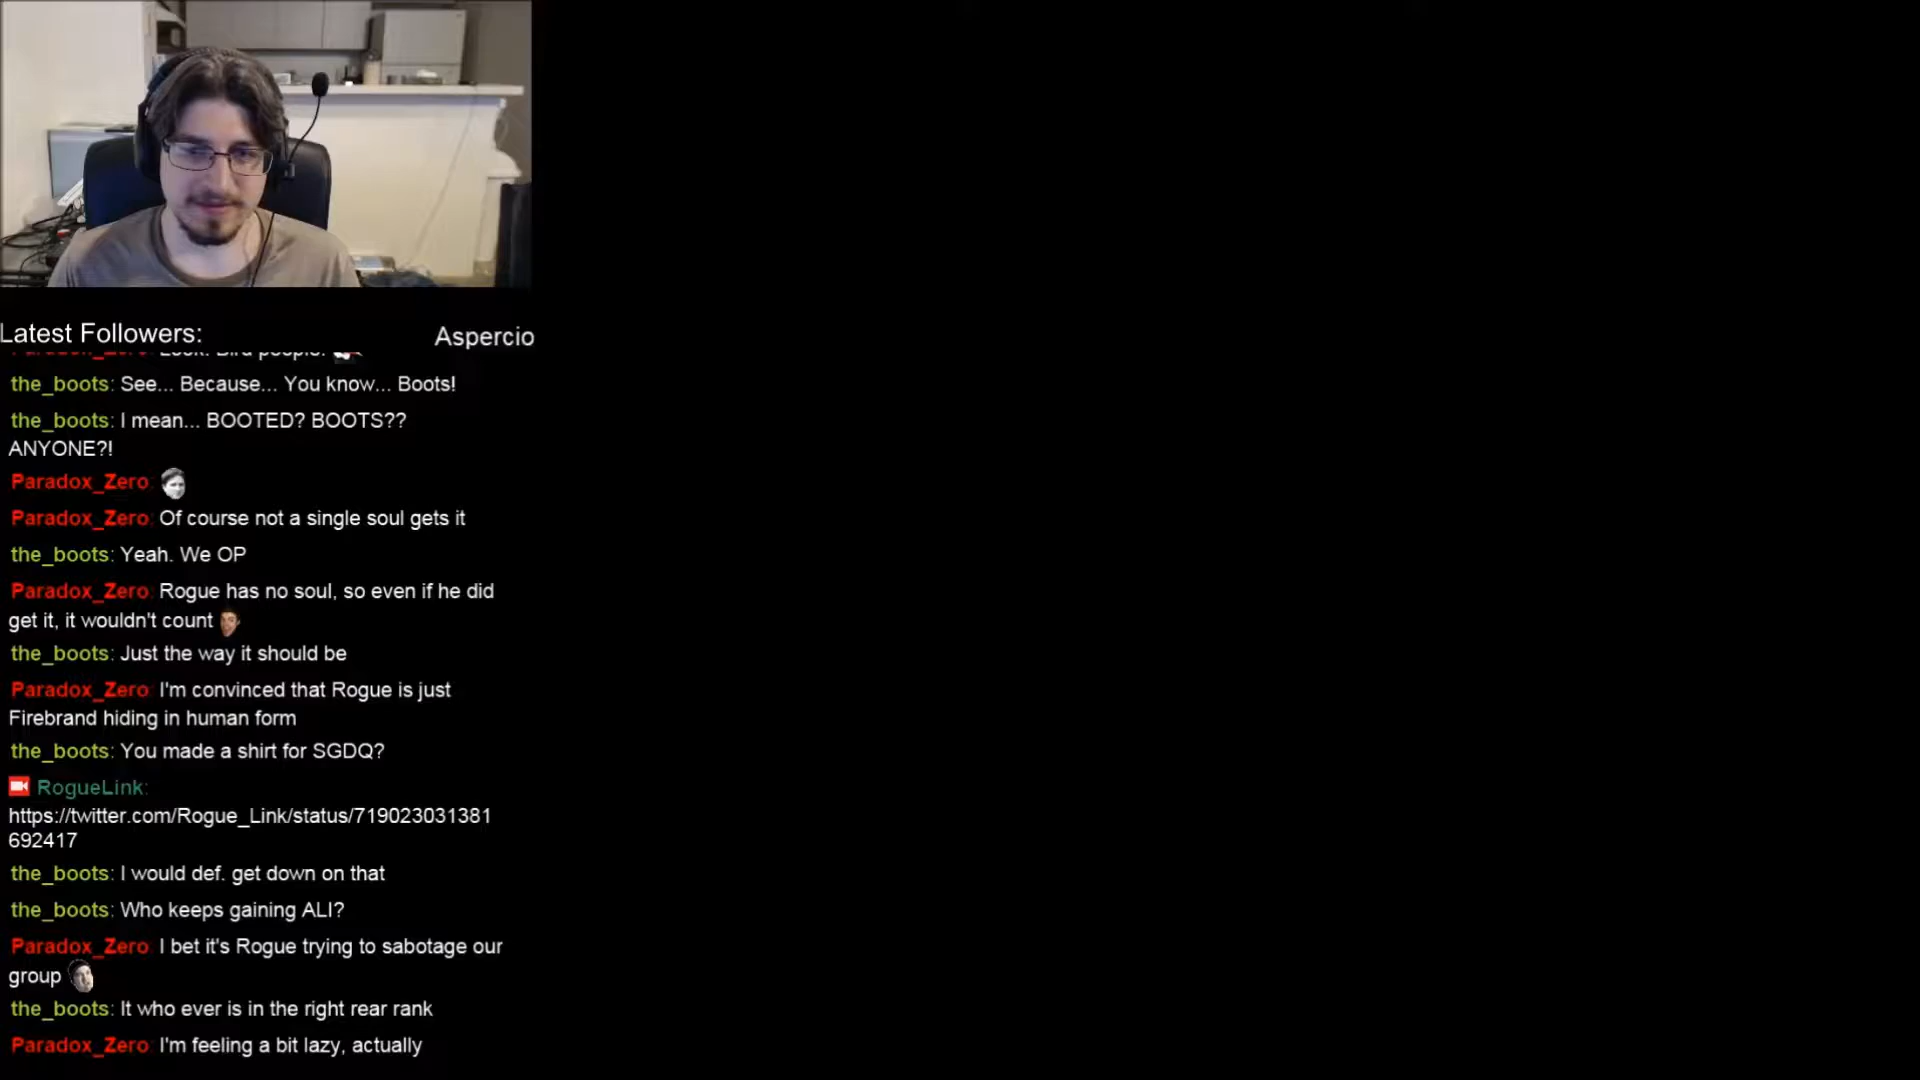 Latest Followers:
Aspercio
Paradox_Zero: Look! Bird people!
the_boots: See... Because... You know... Boots!
the_boots: I mean... BOOTED? BOOTS??
ANYONE?!
Paradox_Zero:
Paradox_Zero: Of course not a single soul gets it
the_boots: Yeah. We OP
Paradox_Zero: Rogue has no soul, so even if he did
get it, it wouldn't count
the_boots: Just the way it should be
Paradox_Zero: I'm convinced that Rogue is just
Firebrand hiding in human form
the_boots: You made a shirt for SGDQ?
RogueLink:
https://twitter.com/Rogue_Link/status/719023031381
692417
the_boots: I would def. get down on that
the_boots: Who keeps gaining ALI?
Paradox_Zero: I bet it's Rogue trying to sabotage our
group
the_boots: It who ever is in the right rear rank
Paradox_Zero: I'm feeling a bit lazy, actually